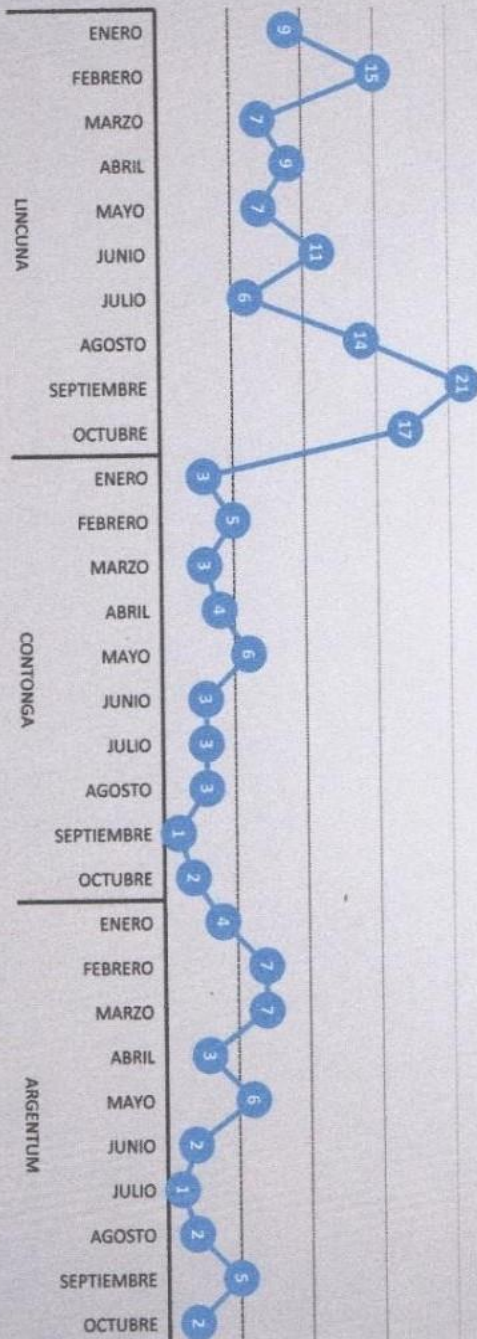 LINCUNA
ENERO 9
FEBRERO 15
MARZO 7
ABRIL 9
MAYO 7
JUNIO 11
JULIO 6
AGOSTO 14
SEPTIEMBRE 21
OCTUBRE 17
CONTONGA
ENERO 3
FEBRERO 5
MARZO 3
ABRIL 4
MAYO 6
JUNIO 3
JULIO 3
AGOSTO 3
SEPTIEMBRE 1
OCTUBRE 2
ARGENTUM
ENERO 4
FEBRERO 7
MARZO 7
ABRIL 3
MAYO 6
JUNIO 2
JULIO 1
AGOSTO 2
SEPTIEMBRE 5
OCTUBRE 2